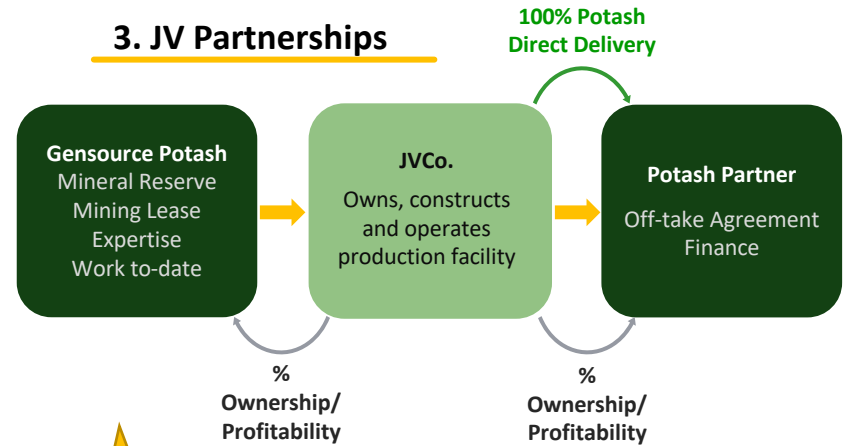 3. JV Partnerships
100% Potash
Direct Delivery
Gensource Potash
Mineral Reserve
Mining Lease
Expertise
Work to-date
JVCo.
Owns, constructs
and operates
production facility
Potash Partner
Off-take Agreement
Finance
%
Ownership/
Profitability
%
Ownership/
Profitability